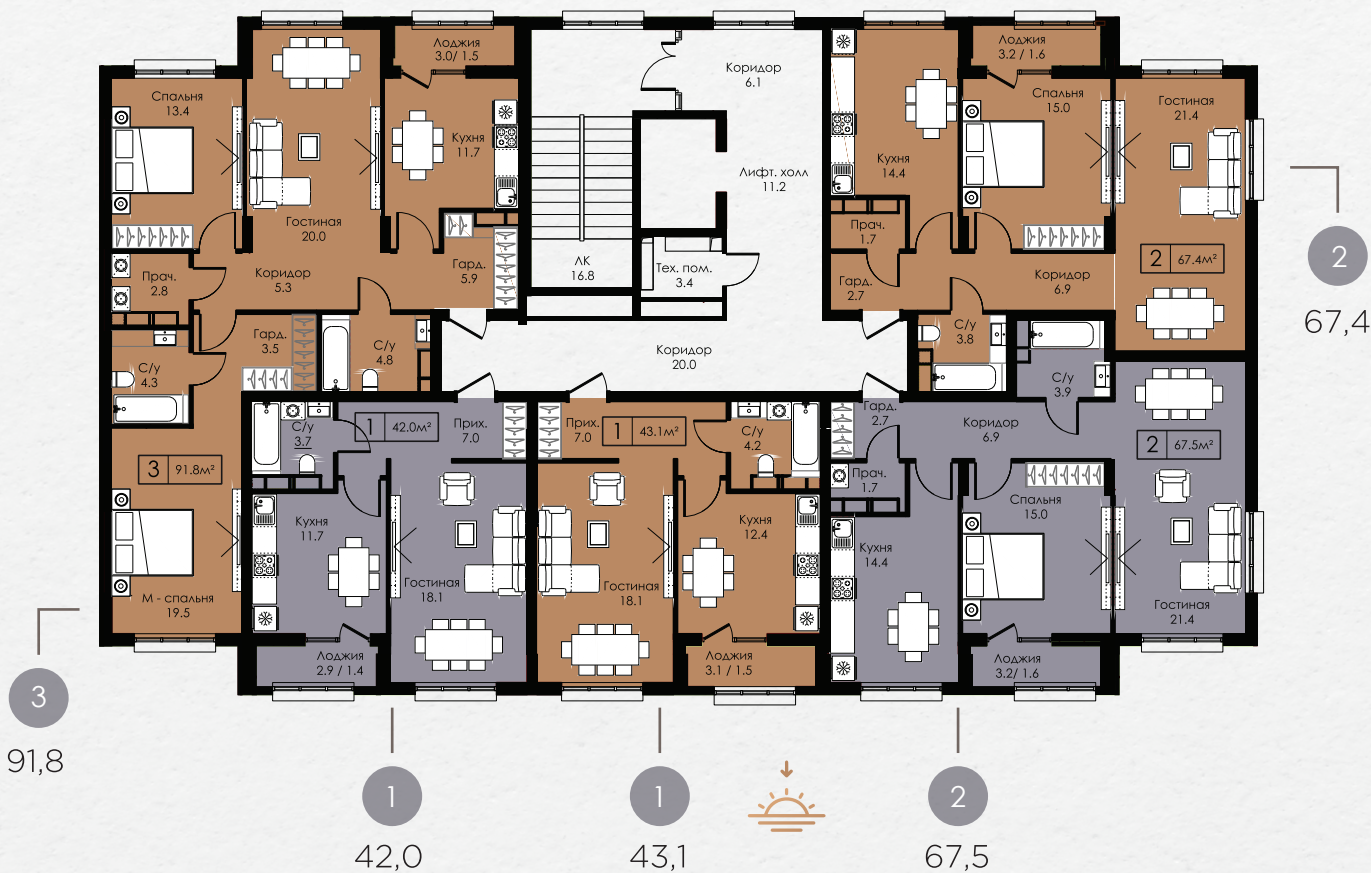 Лоджия
3.0/ 1.5
Коридор
6.1
Лоджия
3.2 / 1.6
Спальня
13.4
Кухня
11.7
Гостиная
20.0
Кухня
14.4
Спальня
15.0
Гостиная
21.4
Лифт. холл
11.2
Прач.
1.7
2
67.4м²
2
67,4
Прач.
2.8
Коридор
5.3
Гард.
5.9
ЛК
16.8
Тех. пом.
3.4
Гард.
2.7
Коридор
6.9
С/у
4.3
Гард.
3.5
С/у
4.8
Коридор
20.0
С/у
3.8
С/у
3.9
3
91.8м²
С/у
3.7
1
42.0м²
Прих.
7.0
Прих.
7.0
1
43.1м²
С/у
4.2
Гард.
2.7
Коридор
6.9
2
67.5м²
Прач.
1.7
М - спальня
19.5
Кухня
11.7
Гостиная
18.1
Гостиная
18.1
Кухня
12.4
Кухня
14.4
Спальня
15.0
Гостиная
21.4
Лоджия
2.9 / 1.4
Лоджия
3.1 / 1.5
Лоджия
3.2/ 1.6
3
91,8
1
42,0
1
43,1
2
67,5